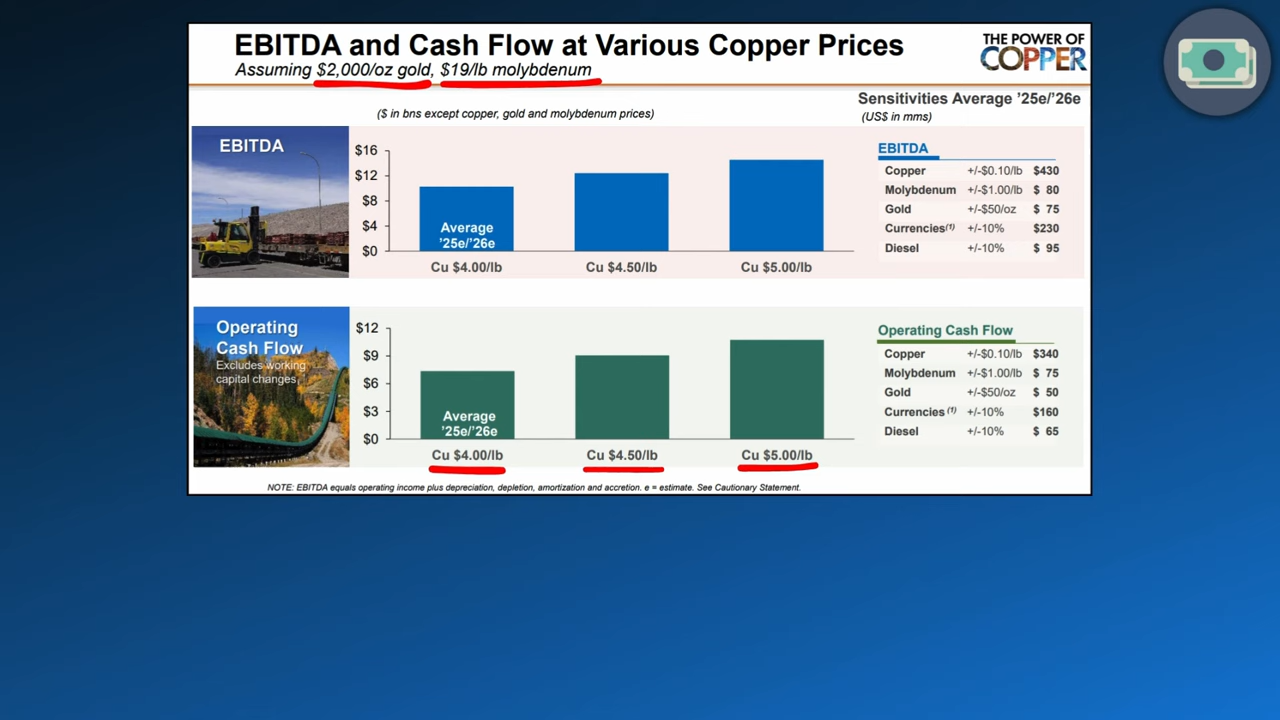 EBITDA and Cash Flow at Various Copper Prices
Assuming $2,000/oz gold, $19/lb molybdenum
THE POWER OF
COPPER
($ in bns except copper, gold and molybdenum prices)
Sensitivities Average ’25e/’26e
(US$ in mms)
EBITDA
$16
$12
$8
$4
$0
Average
’25e/’26e
Cu $4.00/lb
Cu $4.50/lb
Cu $5.00/lb
EBITDA
Copper +/-$0.10/lb $430
Molybdenum +/-$1.00/lb $ 80
Gold +/-$50/oz $ 75
Currencies(1) +/-10% $230
Diesel +/-10% $ 95
Operating
Cash Flow
Excludes working
capital changes
$12
$9
$6
$3
$0
Average
’25e/’26e
Cu $4.00/lb
Cu $4.50/lb
Cu $5.00/lb
Operating Cash Flow
Copper +/-$0.10/lb $340
Molybdenum +/-$1.00/lb $ 75
Gold +/-$50/oz $ 50
Currencies (1) +/-10% $160
Diesel +/-10% $ 65
NOTE: EBITDA equals operating income plus depreciation, depletion, amortization and accretion. e = estimate. See Cautionary Statement.